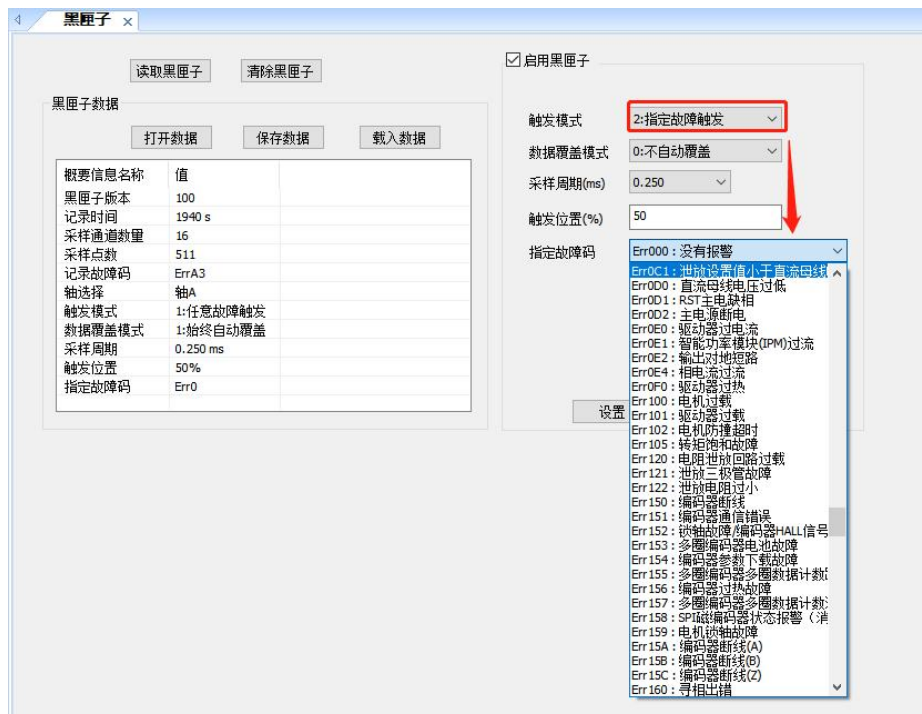 黑匣子
读取黑匣子 清除黑匣子
黑匣子数据
打开数据 保存数据 载入数据
概要信息名称 值
黑匣子版本 100
记录时间 1940 s
采样通道数量 16
采样点数 511
记录故障码 ErrA3
轴选择 轴A
触发模式 1:任意故障触发
数据覆盖模式 1:始终自动覆盖
采样周期 0.250 ms
触发位置 50%
指定故障码 Err0
启用黑匣子
触发模式 2:指定故障触发
数据覆盖模式 0:不自动覆盖
采样周期(ms) 0.250
触发位置(%) 50
指定故障码 Err000：没有报警
Err0C1：泄放设置值小于直流母线
Err0D0：直流母线电压过低
Err0D1：RST主电缺相
Err0D2：主电源断电
Err0E0：驱动器过电流
Err0E1：智能功率模块(IPM)过流
Err0E2：输出对地短路
Err0E4：相电流过流
Err0F0：驱动器过热
Err100：电机过载
Err101：驱动器过载
Err102：电机防撞超时
Err105：转矩饱和故障
Err120：电阻泄放回路过载
Err121：泄放三极管故障
Err122：泄放电阻过小
Err150：编码器断线
Err151：编码器通信错误
Err152：锁轴故障/编码器HALL信号
Err153：多圈编码器电池故障
Err154：编码器参数下载故障
Err155：多圈编码器多圈数据计数
Err156：编码器过热故障
Err157：多圈编码器多圈数据计数
Err158：SPI磁编码器状态报警（消
Err159：电机锁轴故障
Err15A：编码器断线(A)
Err15B：编码器断线(B)
Err15C：编码器断线(Z)
Err160：寻相出错
设置